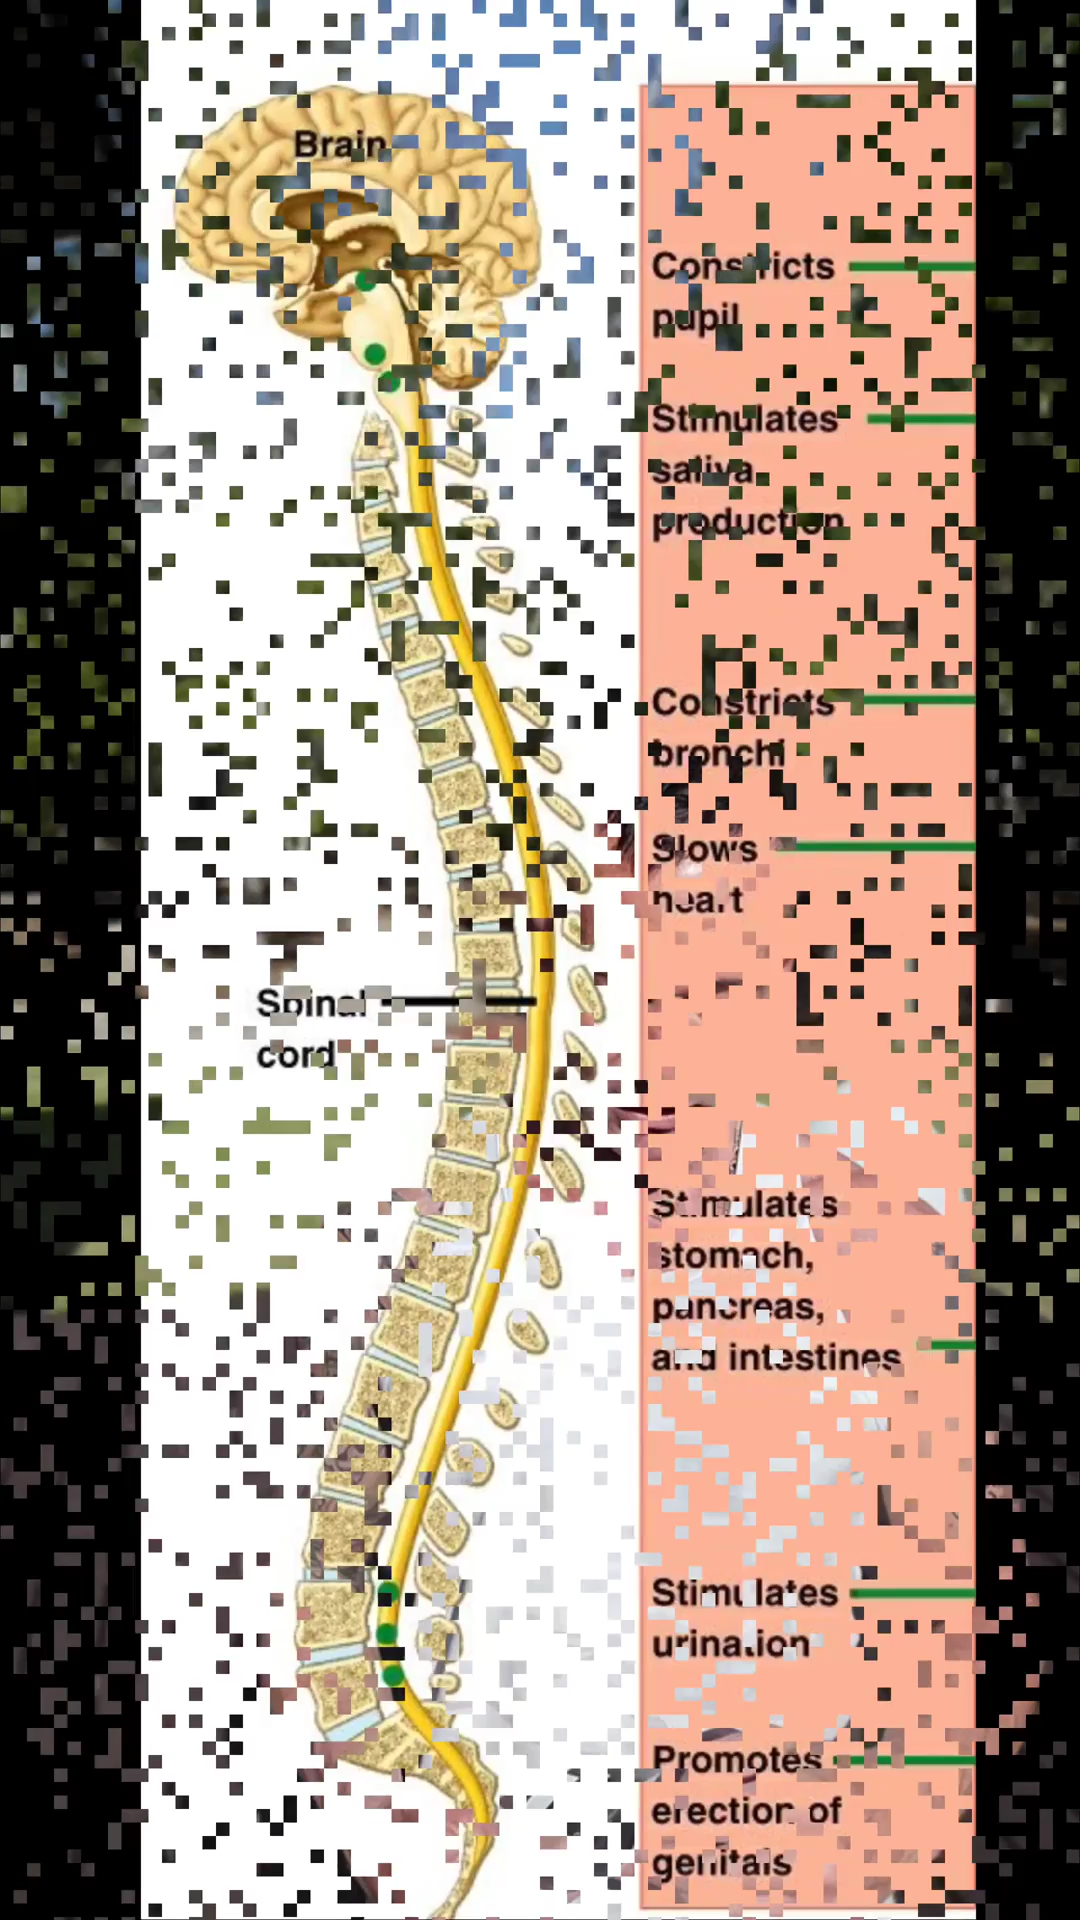 Brain
Constricts
pupil
Stimulates
saliva
production
Constricts
bronchi
Slows
heart
Spinal
cord
Stimulates
stomach,
pancreas,
and intestines
Stimulates
urination
Promotes
erection of
genitals